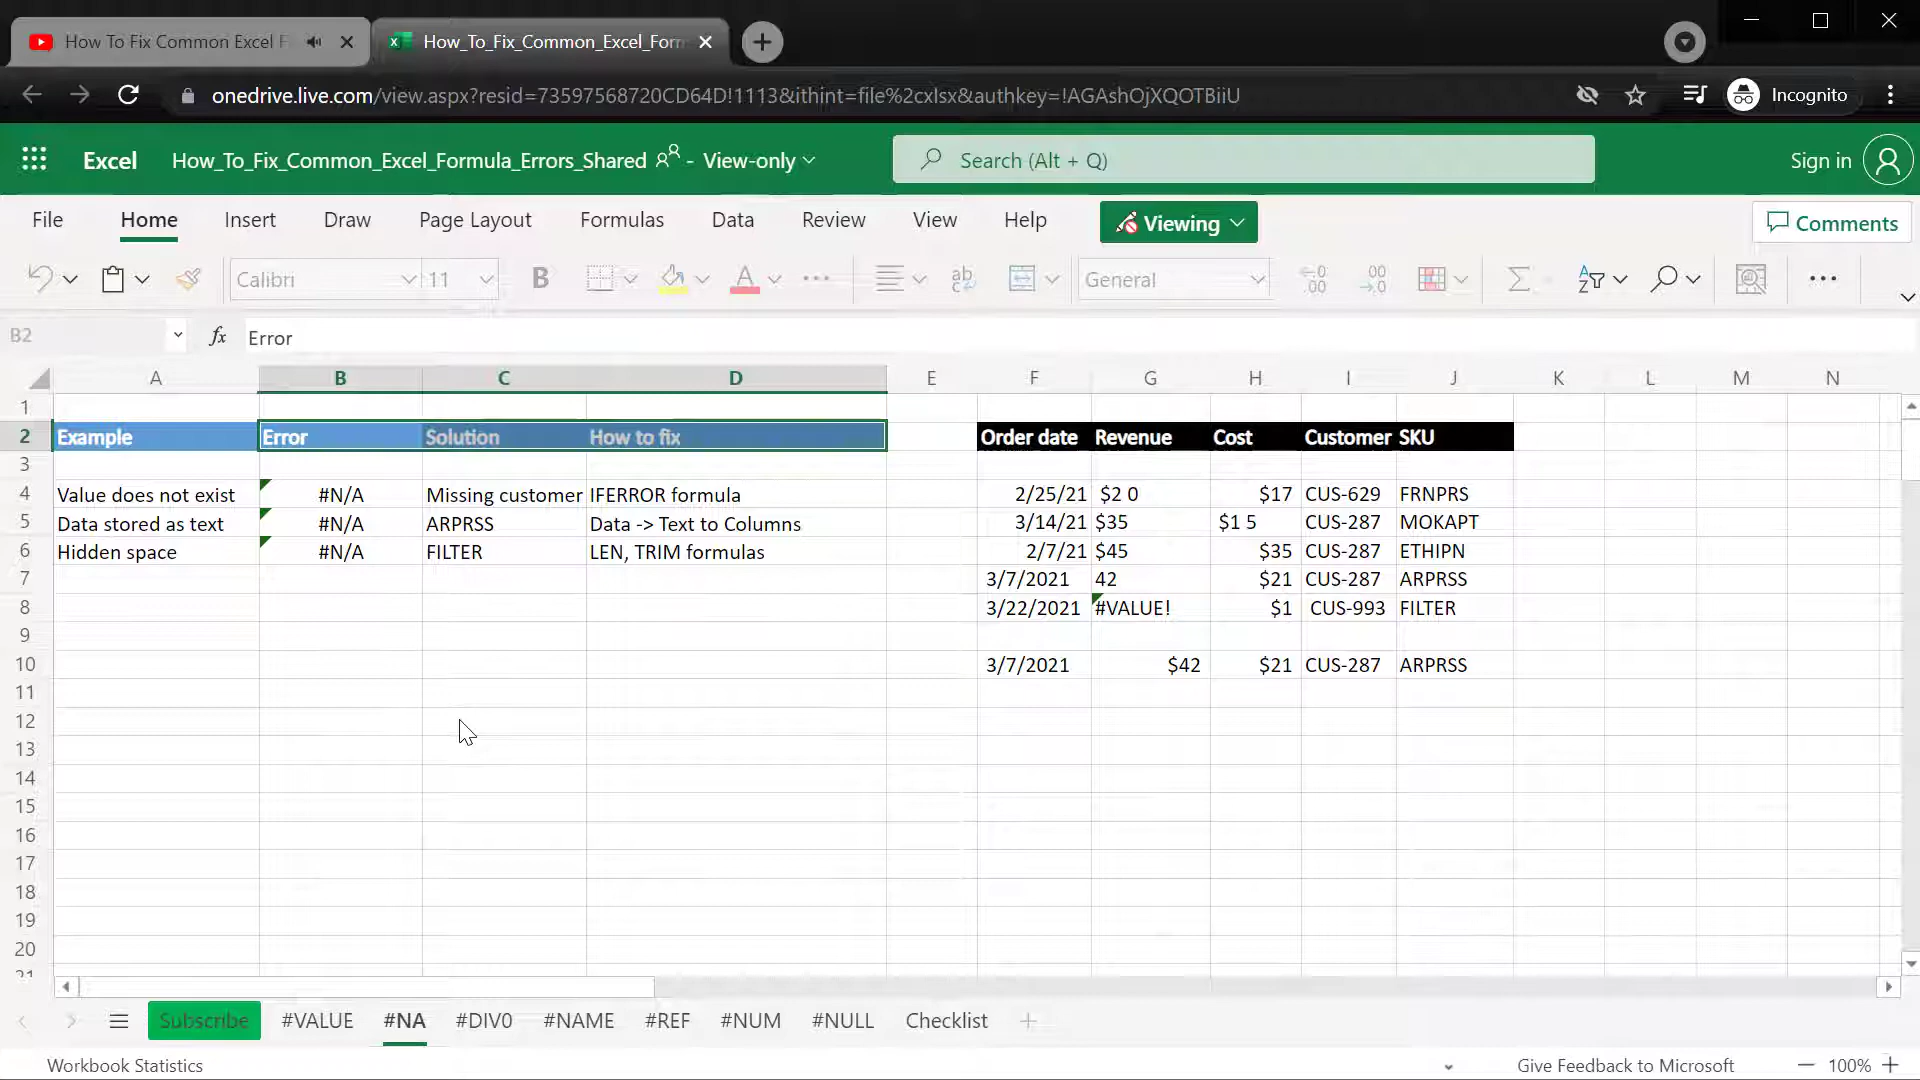 How To Fix Common Excel F
How_To_Fix_Common_Excel_Form
onedrive.live.com/view.aspx?resid=73597568720CD64D!1113&ithint=file%2cxlsx&authkey=!AGAshOjXQOTBiiU
Incognito
Excel How_To_Fix_Common_Excel_Formula_Errors_Shared - View-only
Search (Alt + Q)
Sign in
File Home Insert Draw Page Layout Formulas Data Review View Help
Viewing
Comments
Calibri 11 B General
B2 fx Error
A B C D E F G H I J K L M N
1
2 Example Error Solution How to fix Order date Revenue Cost Customer SKU
3
4 Value does not exist #N/A Missing customer IFERROR formula 2/25/21 $2 0 $17 CUS-629 FRNPRS
5 Data stored as text #N/A ARPRSS Data -> Text to Columns 3/14/21 $35 $1 5 CUS-287 MOKAPT
6 Hidden space #N/A FILTER LEN, TRIM formulas 2/7/21 $45 $35 CUS-287 ETHIPN
7 3/7/2021 42 $21 CUS-287 ARPRSS
8 3/22/2021 #VALUE! $1 CUS-993 FILTER
9
10 3/7/2021 $42 $21 CUS-287 ARPRSS
11
12
13
14
15
16
17
18
19
20
21
Subscribe #VALUE #NA #DIV0 #NAME #REF #NUM #NULL Checklist
Workbook Statistics
Give Feedback to Microsoft
100%